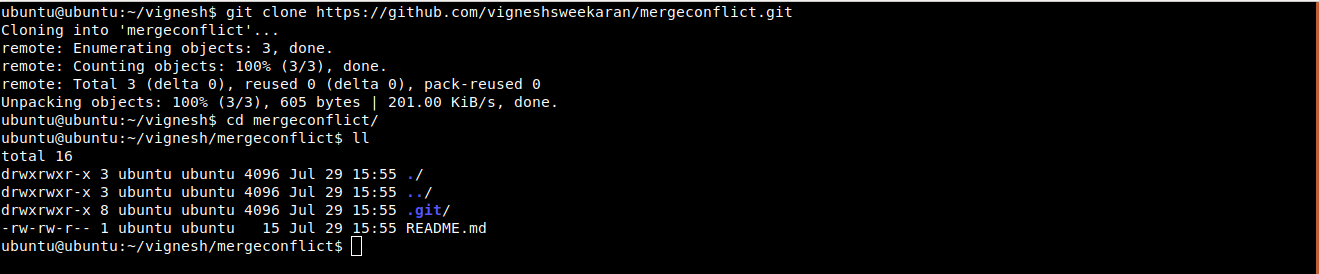 ubuntu@ubuntu:~/vignesh$ git clone https://github.com/vigneshsweekaran/mergeconflict.git
Cloning into 'mergeconflict'...
remote: Enumerating objects: 3, done.
remote: Counting objects: 100% (3/3), done.
remote: Total 3 (delta 0), reused 0 (delta 0), pack-reused 0
Unpacking objects: 100% (3/3), 605 bytes | 201.00 KiB/s, done.
ubuntu@ubuntu:~/vignesh$ cd mergeconflict/
ubuntu@ubuntu:~/vignesh/mergeconflict$ ll
total 16
drwxrwxr-x 3 ubuntu ubuntu 4096 Jul 29 15:55 ./
drwxrwxr-x 3 ubuntu ubuntu 4096 Jul 29 15:55 ../
drwxrwxr-x 8 ubuntu ubuntu 4096 Jul 29 15:55 .git/
-rw-rw-r-- 1 ubuntu ubuntu   15 Jul 29 15:55 README.md
ubuntu@ubuntu:~/vignesh/mergeconflict$